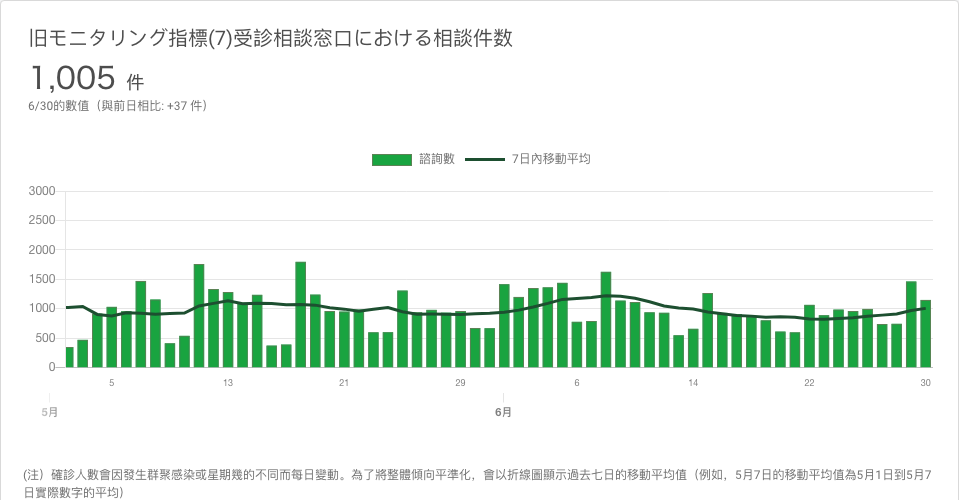 旧モニタリング指標(7)受診相談窓口における相談件数
1,005 件
6/30的數值（與前日相比: +37 件）
諮詢數 7日內移動平均
3000
2500
2000
1500
1000
500
0
5 13 21 29 6 14 22 30
5月 6月
(注）確診人數會因發生群聚感染或星期幾的不同而每日變動。為了將整體傾向平準化，會以折線圖顯示過去七日的移動平均值（例如，5月7日的移動平均值為5月1日到5月7
日實際數字的平均）